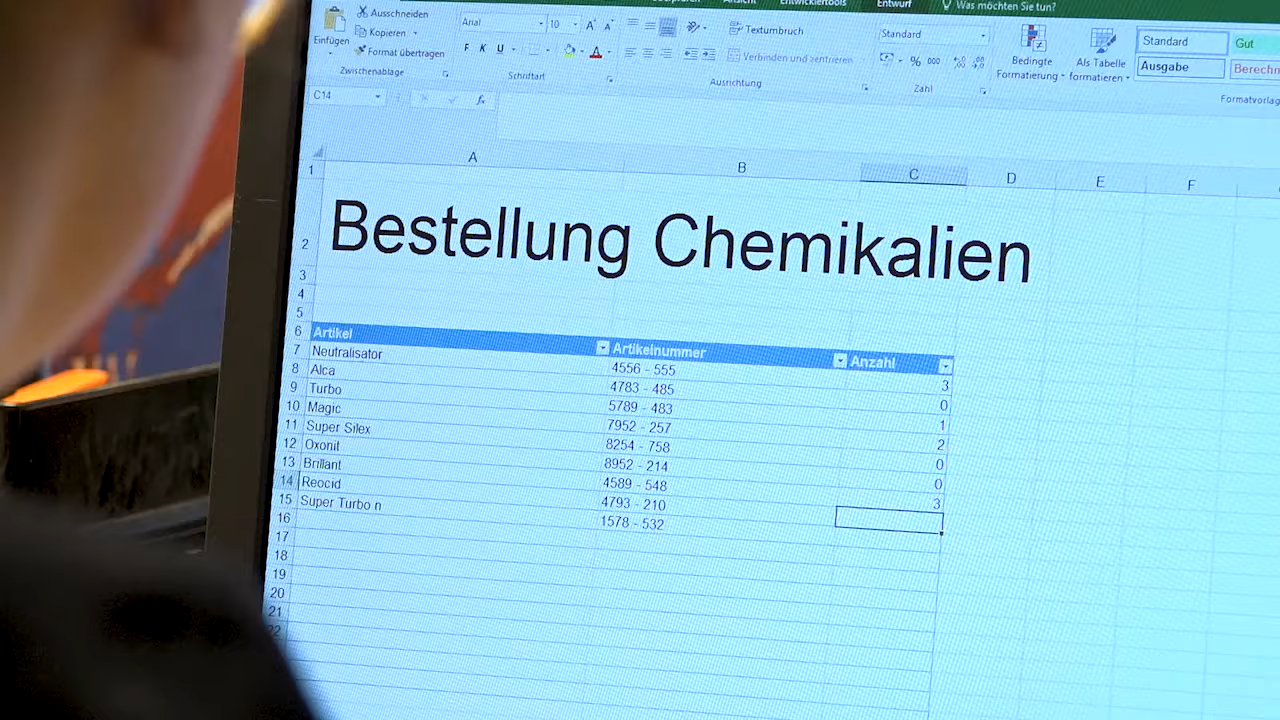 Entwicklertools Entwurf Was möchten Sie tun?
Ausschneiden
Kopieren
Format übertragen
Einfügen
Zwischenablage
Arial 10
F K U
Schriftart
Textumbruch
Verbinden und zentrieren
Ausrichtung
Standard
% 000
Zahl
Bedingte Formatierung
Als Tabelle formatieren
Standard Gut
Ausgabe
C14 fx
A B C D E F
1
2 Bestellung Chemikalien
3
4
5
6 Artikel Artikelnummer Anzahl
7 Neutralisator 4556 - 555 3
8 Alca 4783 - 485 0
9 Turbo 5789 - 483 1
10 Magic 7952 - 257 2
11 Super Silex 8254 - 758 0
12 Oxonit 8952 - 214 0
13 Brillant 4589 - 548 3
14 Reocid 4793 - 210
15 Super Turbo n 1578 - 532
16
17
18
19
20
21
22